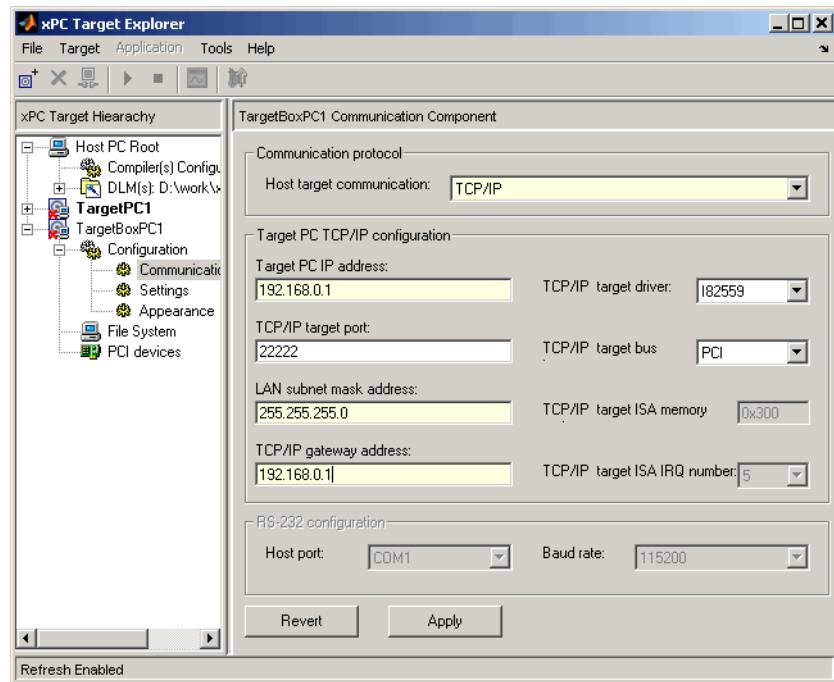 xPC Target Explorer
File Target Application Tools Help
xPC Target Hiearachy
TargetBoxPC1 Communication Component
Host PC Root
Compiler(s) Configu
DLM(s): D:\work\x
TargetPC1
TargetBoxPC1
Configuration
Communicatio
Settings
Appearance
File System
PCI devices
Communication protocol
Host target communication: TCP/IP
Target PC TCP/IP configuration
Target PC IP address:
192.168.0.1
TCP/IP target driver: I82559
TCP/IP target port:
22222
TCP/IP target bus PCI
LAN subnet mask address:
255.255.255.0
TCP/IP target ISA memory 0x300
TCP/IP gateway address:
192.168.0.1
TCP/IP target ISA IRQ number: 5
RS-232 configuration
Host port: COM1 Baud rate: 115200
Revert Apply
Refresh Enabled